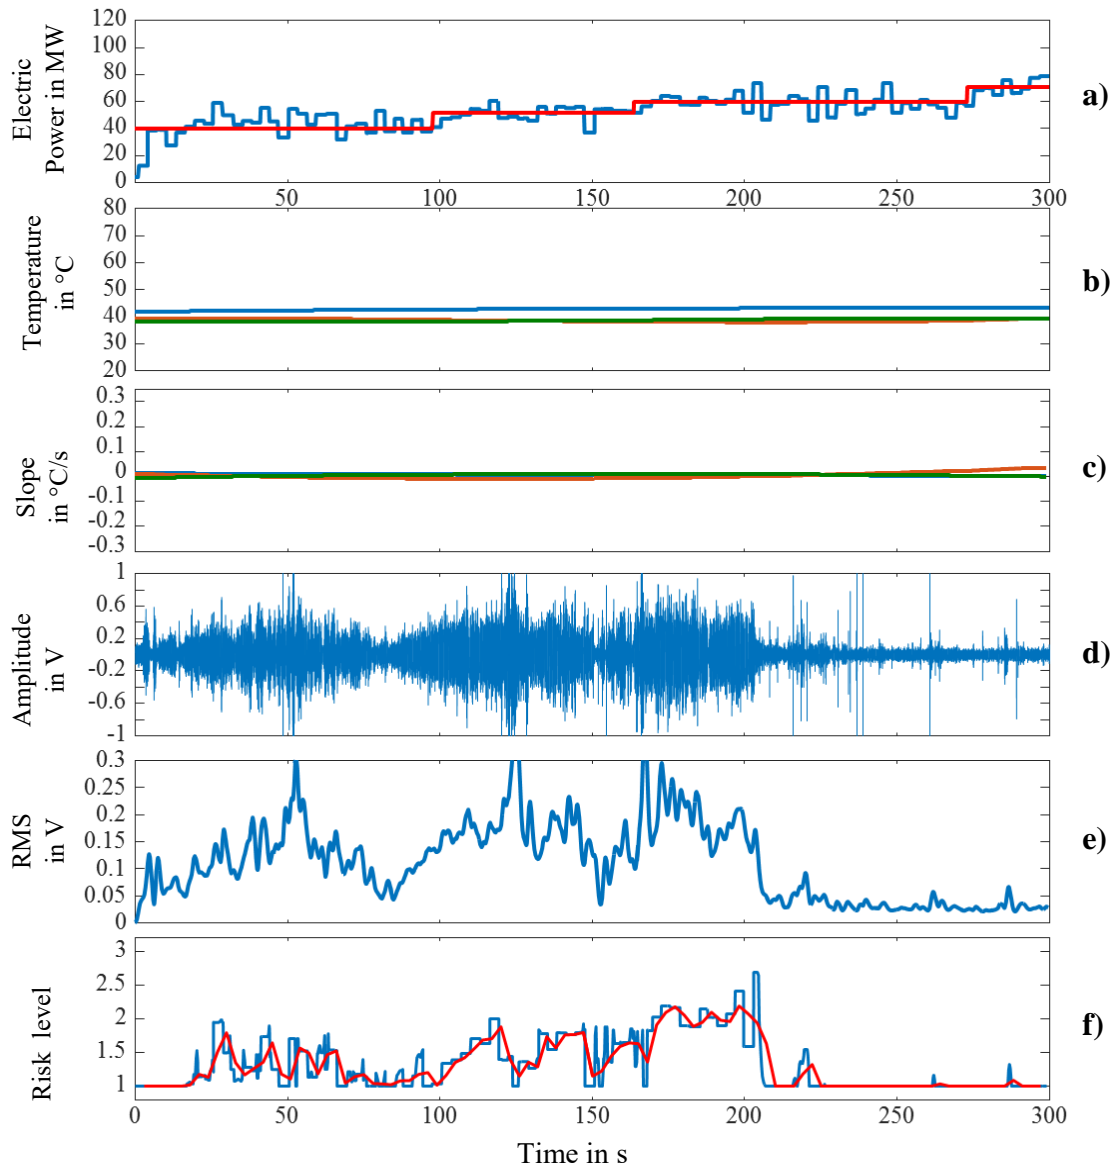 Electric
Power in MW
120
100
80
60
40
20
0
50
100
150
200
250
300
a)
Temperature
in °C
80
70
60
50
40
30
20
b)
Slope
in °C/s
0.3
0.2
0.1
0
-0.1
-0.2
-0.3
c)
Amplitude
in V
1
0.6
0.2
-0.2
-0.6
-1
d)
RMS
in V
0.3
0.25
0.2
0.15
0.1
0.05
0
e)
Risk level
3
2.5
2
1.5
1
f)
0
50
100
150
200
250
300
Time in s